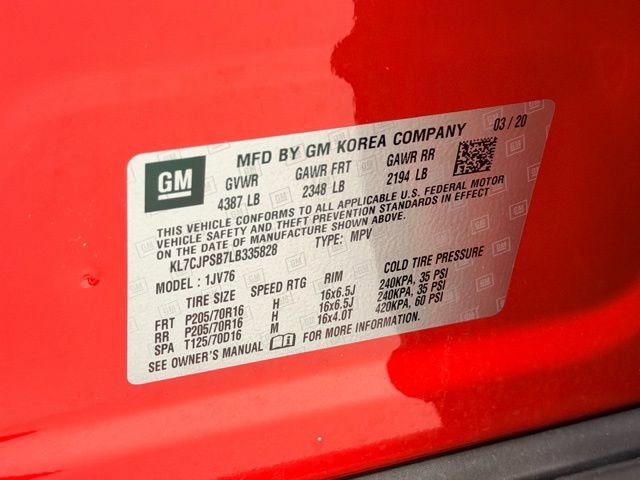 GM
MFD BY GM KOREA COMPANY 03 / 20
GVWR GAWR FRT GAWR RR
4387 LB 2348 LB 2194 LB
THIS VEHICLE CONFORMS TO ALL APPLICABLE U.S. FEDERAL MOTOR
VEHICLE SAFETY AND THEFT PREVENTION STANDARDS IN EFFECT
ON THE DATE OF MANUFACTURE SHOWN ABOVE.
KL7CJPSB7LB335828 TYPE: MPV
MODEL : 1JV76
TIRE SIZE SPEED RTG RIM COLD TIRE PRESSURE
FRT P205/70R16 H 16x6.5J 240KPA, 35 PSI
RR P205/70R16 H 16x6.5J 240KPA, 35 PSI
SPA T125/70D16 M 16x4.0T 420KPA, 60 PSI
SEE OWNER'S MANUAL FOR MORE INFORMATION.